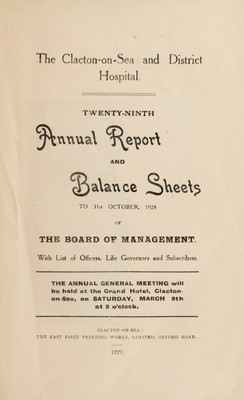 The Clacton-on-Sea and District
Hospital.
TWENTY-NINTH
Annual Report
AND
Balance Sheets
TO 31st OCTOBER, 1928
OF
THE BOARD OF MANAGEMENT.
With List of Officers, Life Governors and Subscribers.
THE ANNUAL GENERAL MEETING will
be held at the Grand Hotel, Clacton-
on-Sea, on SATURDAY, MARCH 9th
at 3 o'clock.
CLACTON-ON-SEA:
THE EAST ESSEX PRINTING WORKS, LIMITED, OXFORD ROAD.
1929.